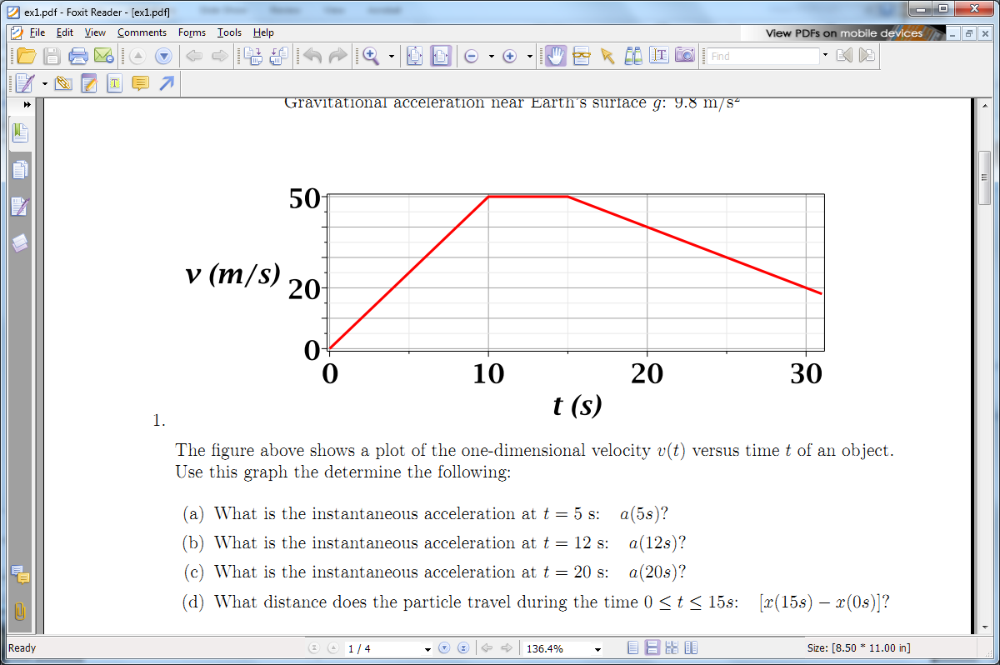 ex1.pdf - Foxit Reader - [ex1.pdf]
File Edit View Comments Forms Tools Help
View PDFs on mobile devices
Find
Gravitational acceleration near Earth's surface g: 9.8 m/s²
50
v (m/s)
20
0
0 10 20 30
t (s)
1.
The figure above shows a plot of the one-dimensional velocity v(t) versus time t of an object.
Use this graph the determine the following:
(a) What is the instantaneous acceleration at t = 5 s: a(5s)?
(b) What is the instantaneous acceleration at t = 12 s: a(12s)?
(c) What is the instantaneous acceleration at t = 20 s: a(20s)?
(d) What distance does the particle travel during the time 0 ≤ t ≤ 15s: [x(15s) − x(0s)]?
Ready 1 / 4 136.4% Size: [8.50 * 11.00 in]